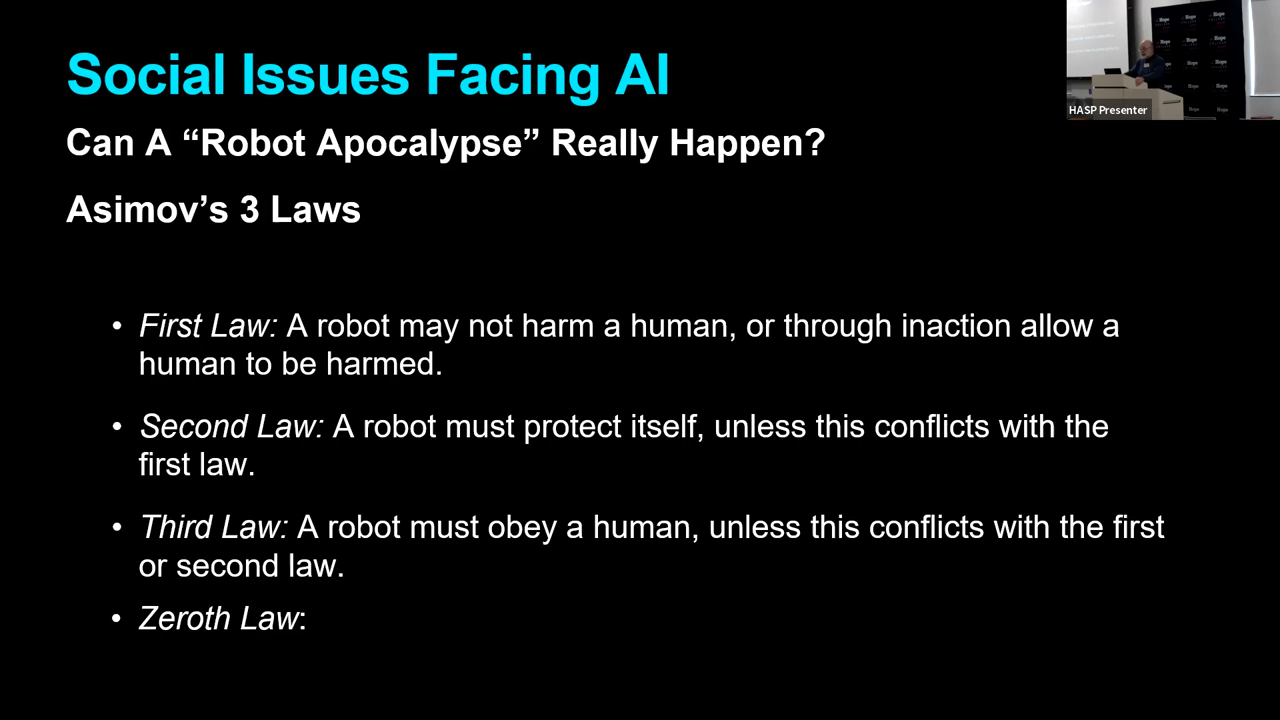 Social Issues Facing AI
Can A “Robot Apocalypse” Really Happen?
Asimov’s 3 Laws
• First Law: A robot may not harm a human, or through inaction allow a
human to be harmed.
• Second Law: A robot must protect itself, unless this conflicts with the
first law.
• Third Law: A robot must obey a human, unless this conflicts with the first
or second law.
• Zeroth Law:
HASP Presenter
Hope
Hope
Hope